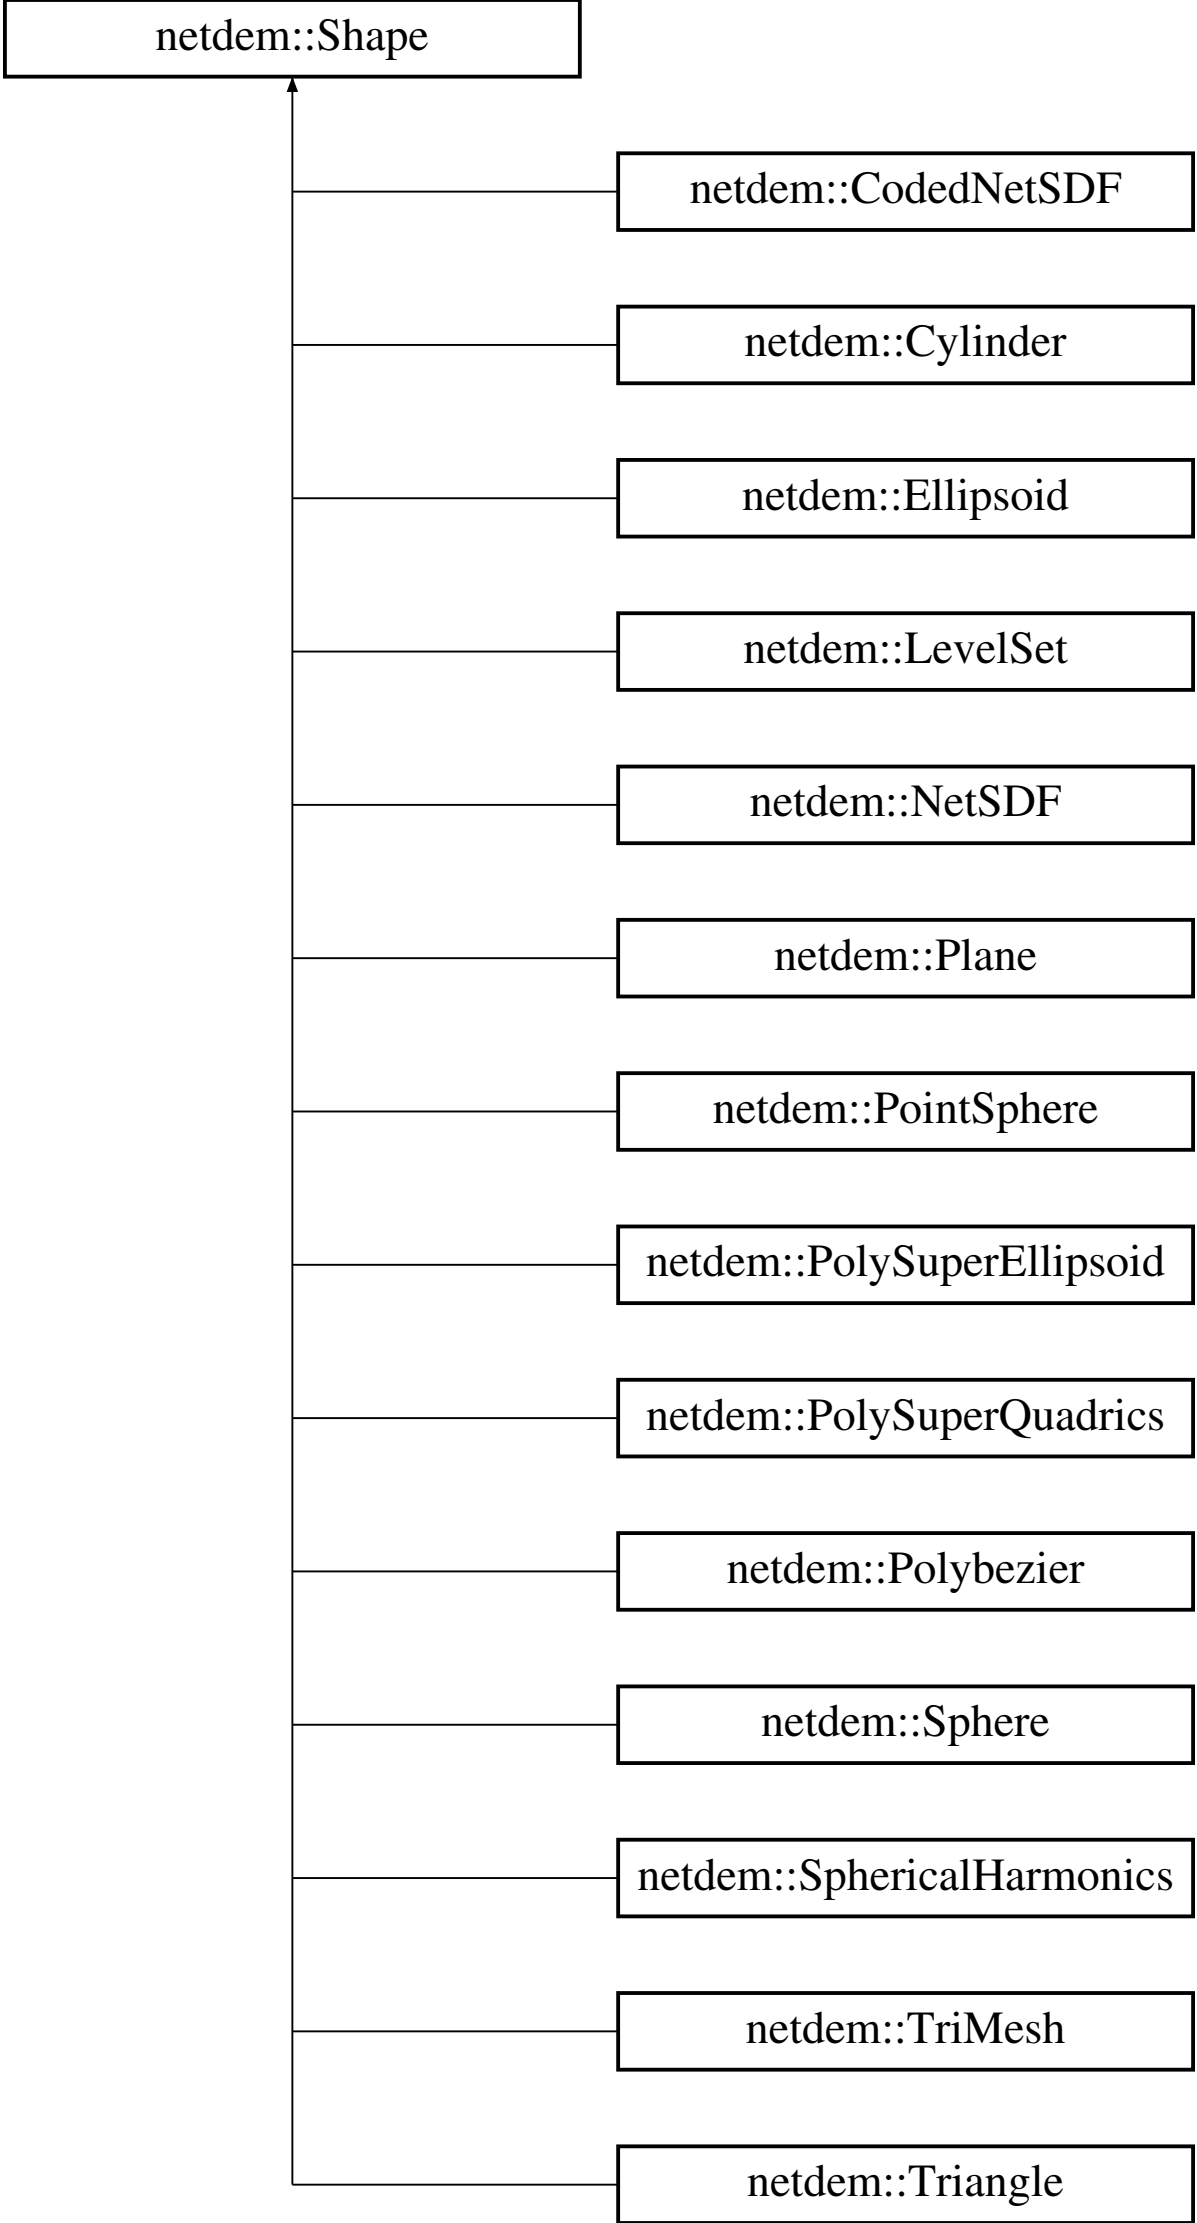 netdem::Shape
netdem::CodedNetSDF
netdem::Cylinder
netdem::Ellipsoid
netdem::LevelSet
netdem::NetSDF
netdem::Plane
netdem::PointSphere
netdem::PolySuperEllipsoid
netdem::PolySuperQuadrics
netdem::Polybezier
netdem::Sphere
netdem::SphericalHarmonics
netdem::TriMesh
netdem::Triangle